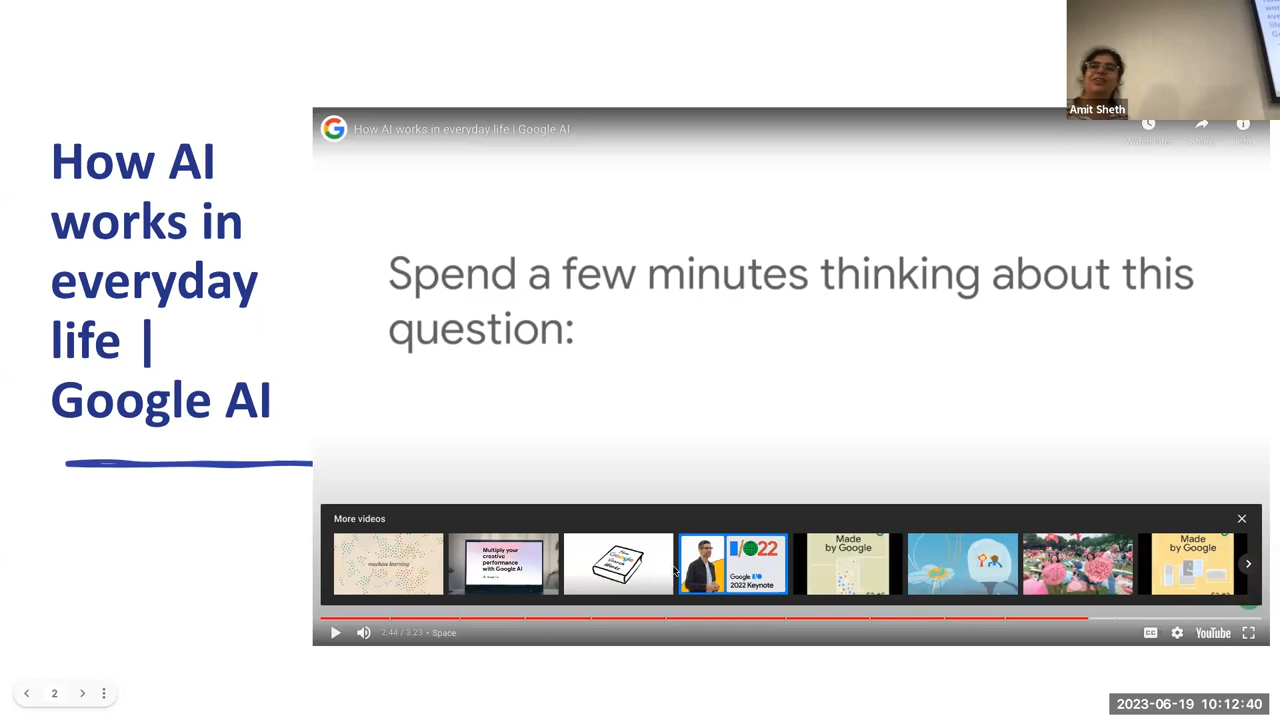 Amit Sheth
How AI works in everyday life | Google AI
How AI
works in
everyday
life |
Google AI
Spend a few minutes thinking about this
question:
More videos
machine learning
Multiply your
creative
performance
with Google AI
Google
I/O22
Google I/O
2022 Keynote
Made
by Google
Made
by Google
2:44 / 3:23 • Space
CC
YouTube
2
2023-06-19 10:12:40